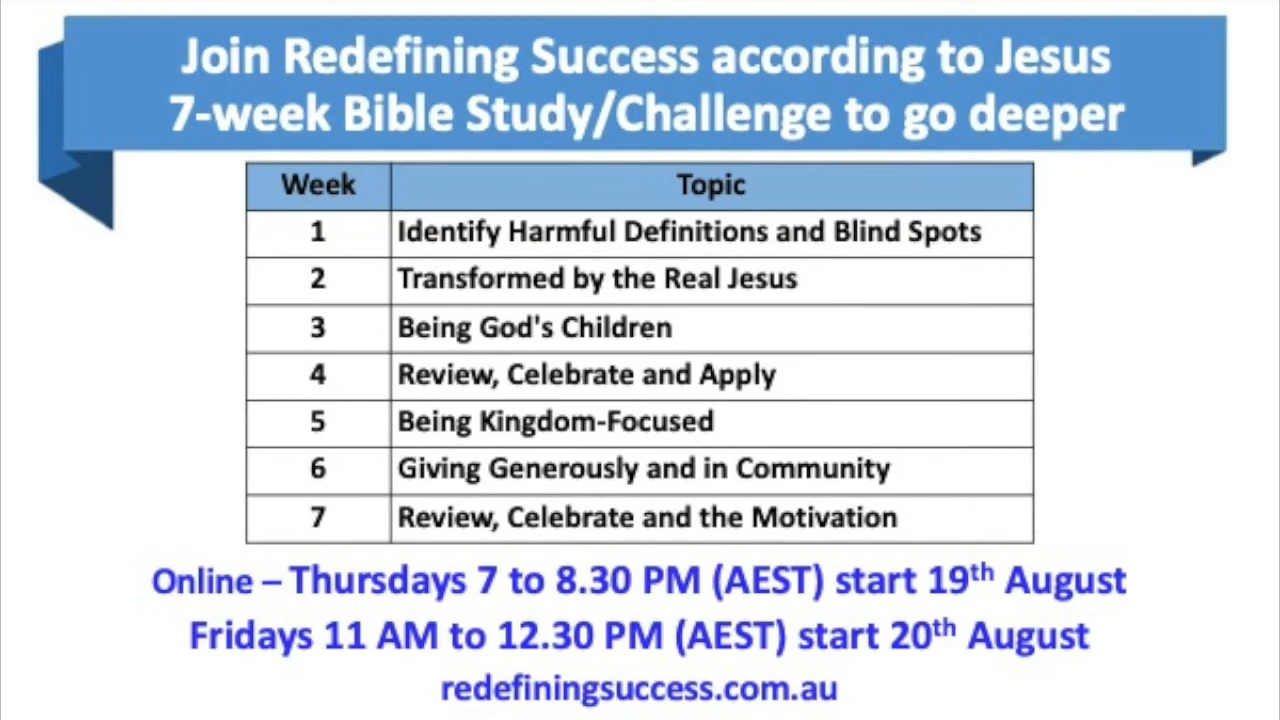 Join Redefining Success according to Jesus
7-week Bible Study/Challenge to go deeper
Week Topic
1 Identify Harmful Definitions and Blind Spots
2 Transformed by the Real Jesus
3 Being God's Children
4 Review, Celebrate and Apply
5 Being Kingdom-Focused
6 Giving Generously and in Community
7 Review, Celebrate and the Motivation
Online – Thursdays 7 to 8.30 PM (AEST) start 19th August
Fridays 11 AM to 12.30 PM (AEST) start 20th August
redefiningsuccess.com.au